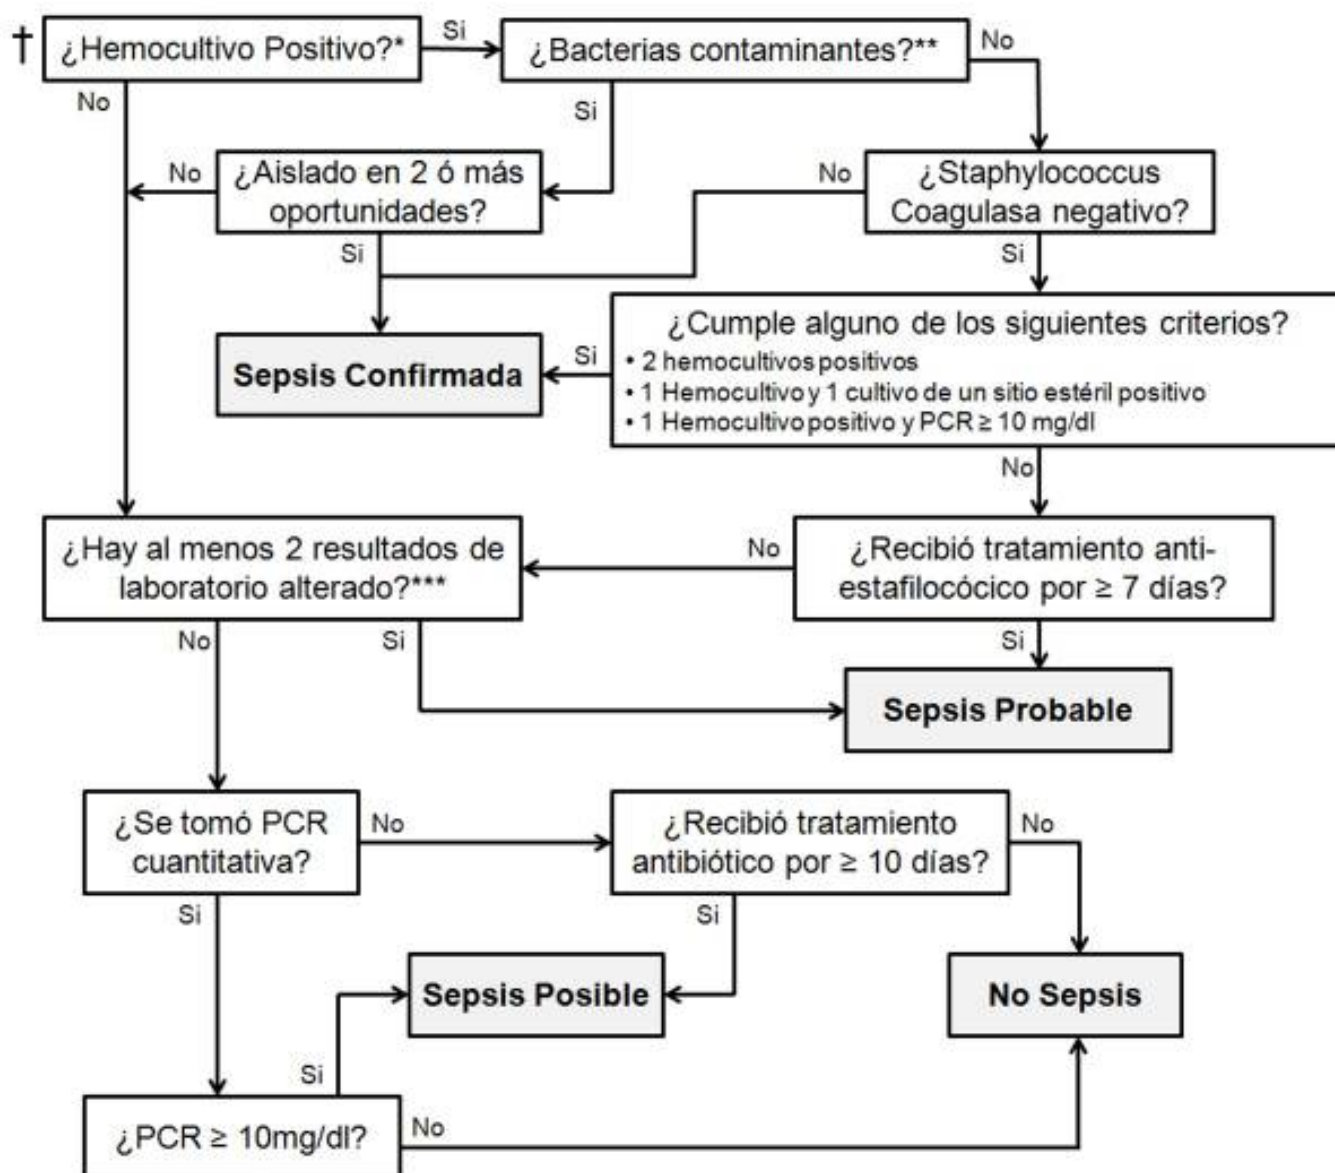 †
¿Hemocultivo Positivo?*
Si
¿Bacterias contaminantes?**
No
No
Si
¿Aislado en 2 ó más
oportunidades?
No
Si
¿Staphylococcus
Coagulasa negativo?
No
Si
¿Cumple alguno de los siguientes criterios?
• 2 hemocultivos positivos
• 1 Hemocultivo y 1 cultivo de un sitio estéril positivo
• 1 Hemocultivo positivo y PCR ≥ 10 mg/dl
Si
Sepsis Confirmada
No
¿Hay al menos 2 resultados de
laboratorio alterado?***
No
¿Recibió tratamiento anti-
estafilocócico por ≥ 7 días?
No
Si
Si
Sepsis Probable
¿Se tomó PCR
cuantitativa?
No
¿Recibió tratamiento
antibiótico por ≥ 10 días?
No
Si
Si
Sepsis Posible
No Sepsis
Si
¿PCR ≥ 10mg/dl?
No